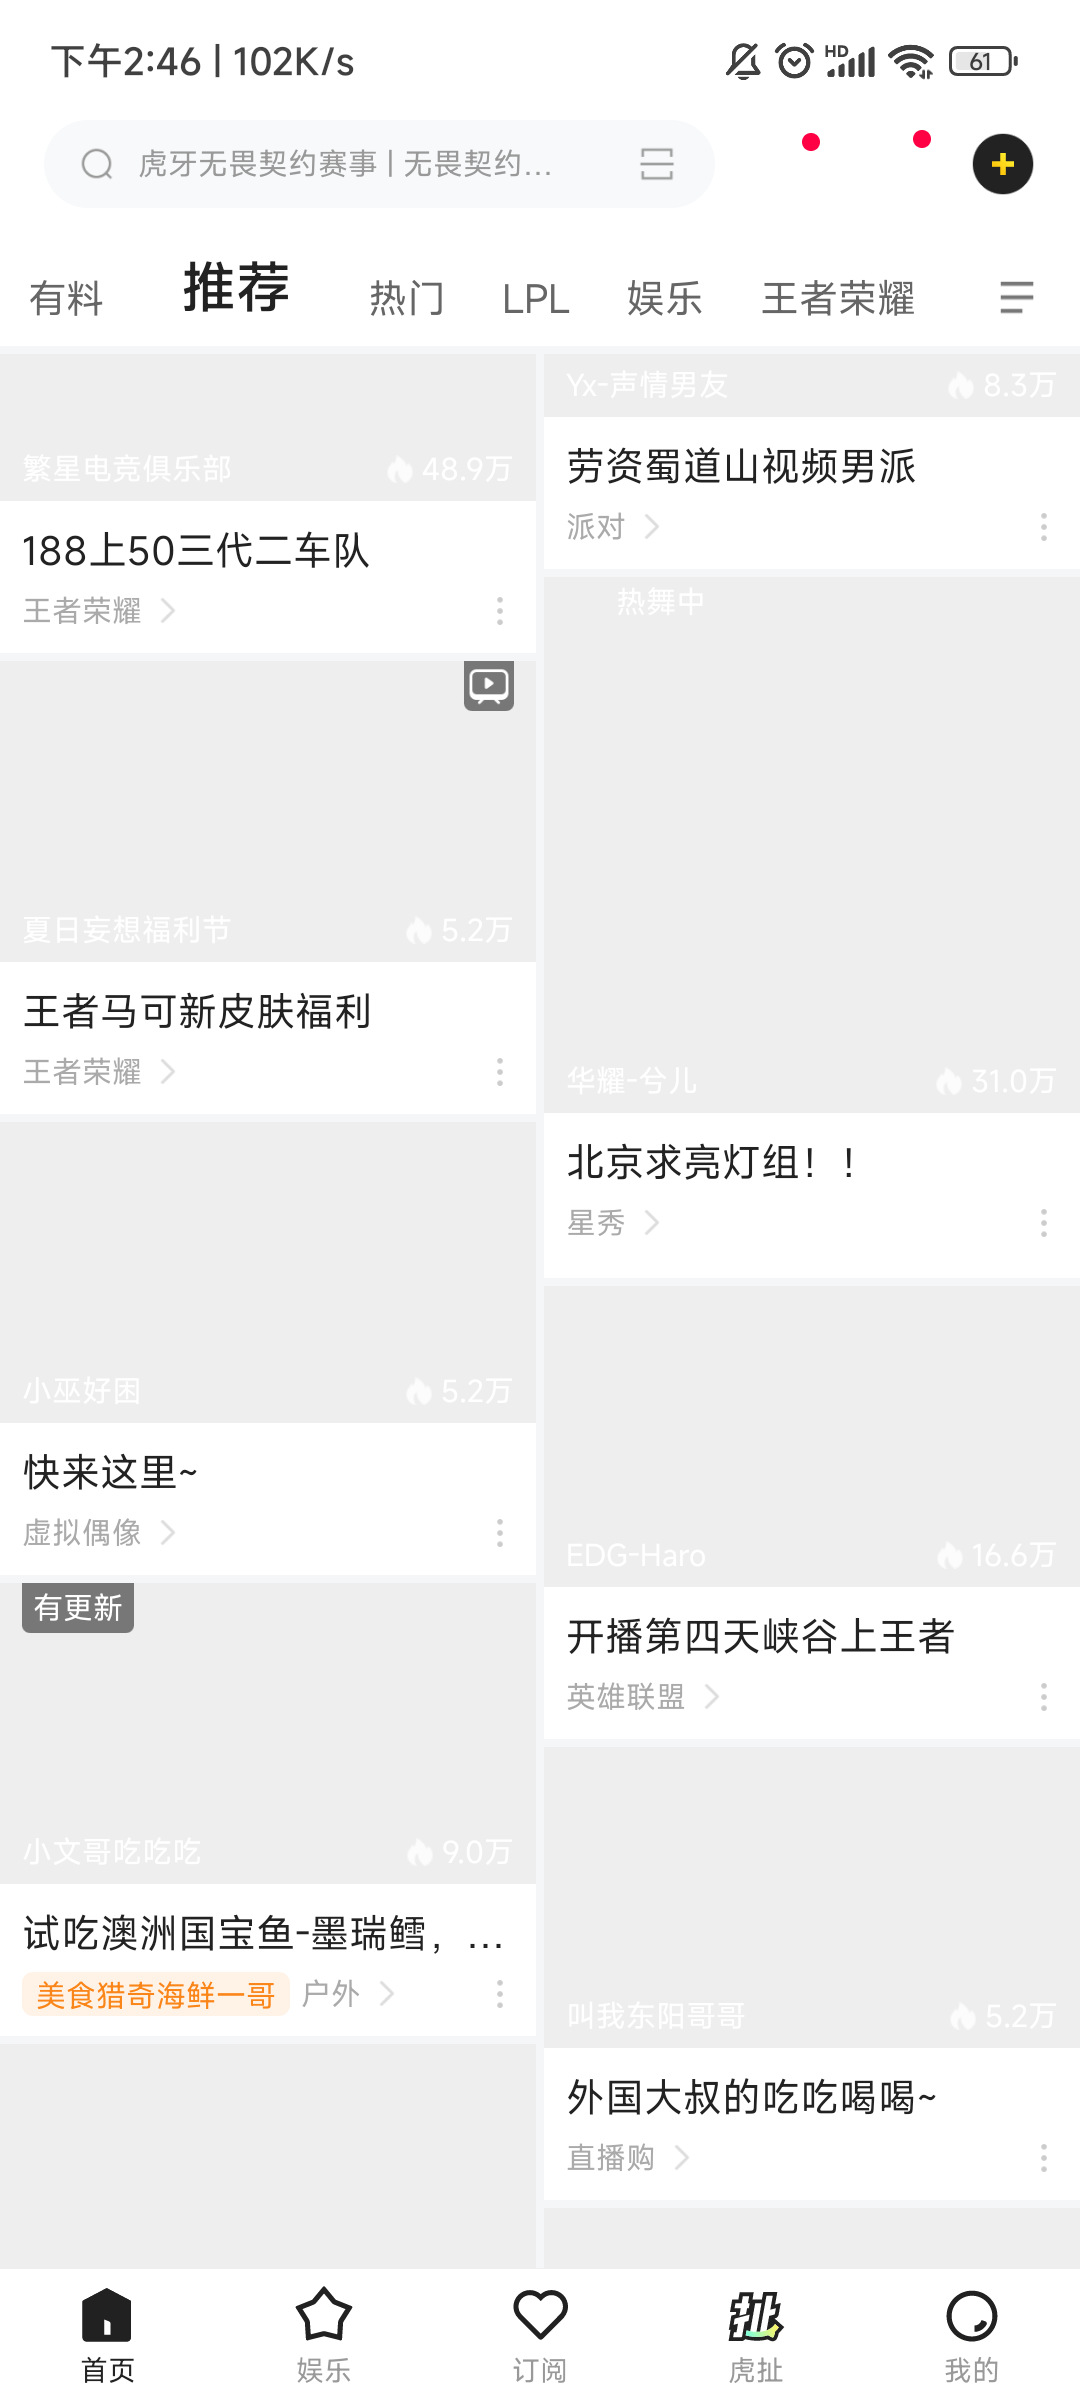 下午2:46 | 102K/s
HD
61
虎牙无畏契约赛事 | 无畏契约...
有料
推荐
热门
LPL
娱乐
王者荣耀
繁星电竞俱乐部
48.9万
188上50三代二车队
王者荣耀
夏日妄想福利节
5.2万
王者马可新皮肤福利
王者荣耀
小巫好困
5.2万
快来这里~
虚拟偶像
有更新
小文哥吃吃吃
9.0万
试吃澳洲国宝鱼-墨瑞鳕，...
美食猎奇海鲜一哥
户外
Yx-声情男友
8.3万
劳资蜀道山视频男派
派对
热舞中
华耀-兮儿
31.0万
北京求亮灯组！！
星秀
EDG-Haro
16.6万
开播第四天峡谷上王者
英雄联盟
叫我东阳哥哥
5.2万
外国大叔的吃吃喝喝~
直播购
首页
娱乐
订阅
扯
虎扯
我的